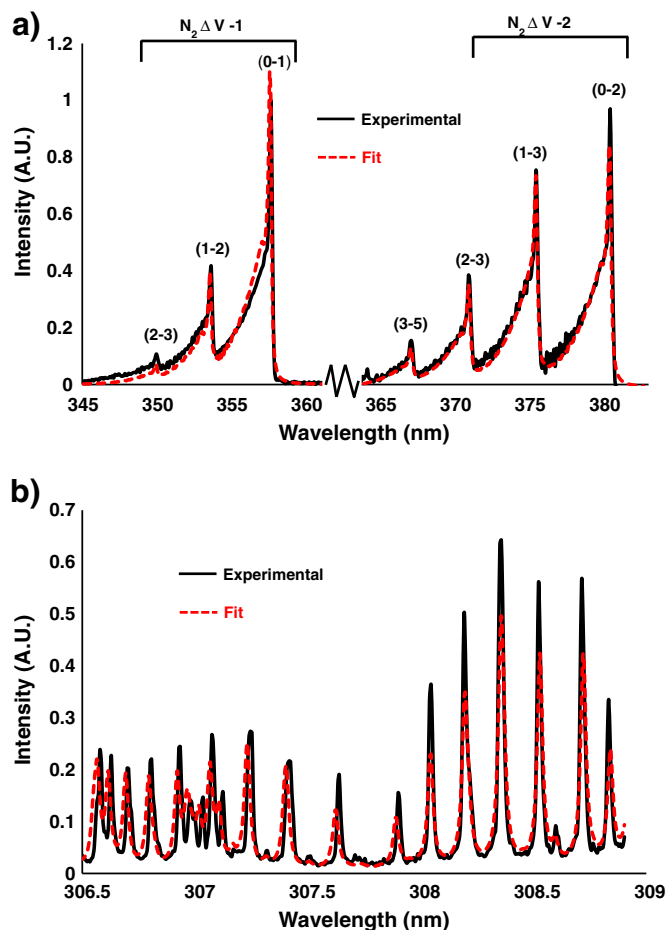 a)
N2 Δ V -1
N2 Δ V -2
1.2
1
0.8
0.6
0.4
0.2
0
Intensity (A.U.)
(0-1)
(1-2)
(2-3)
(0-2)
(1-3)
(2-3)
(3-5)
Experimental
Fit
345 350 355 360 365 370 375 380
Wavelength (nm)
b)
0.7
0.6
0.5
0.4
0.3
0.2
0.1
0
Intensity (A.U.)
Experimental
Fit
306.5 307 307.5 308 308.5 309
Wavelength (nm)